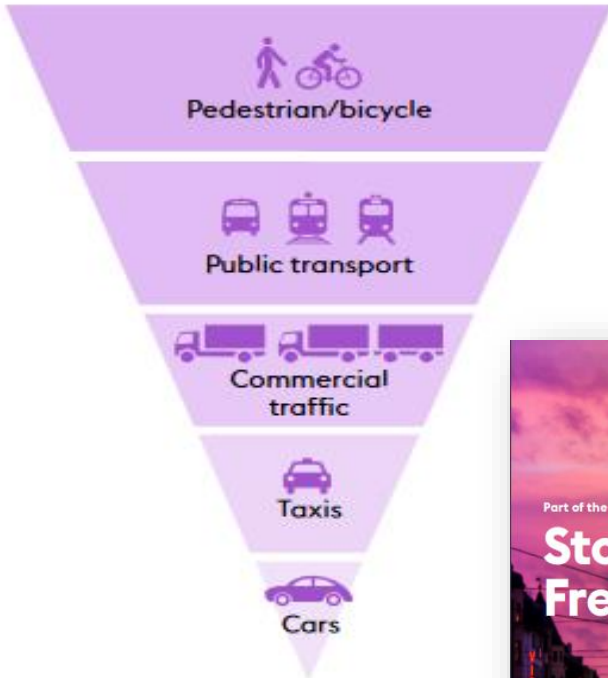 Pedestrian/bicycle
Public transport
Commercial
traffic
Taxis
Cars
Part of the